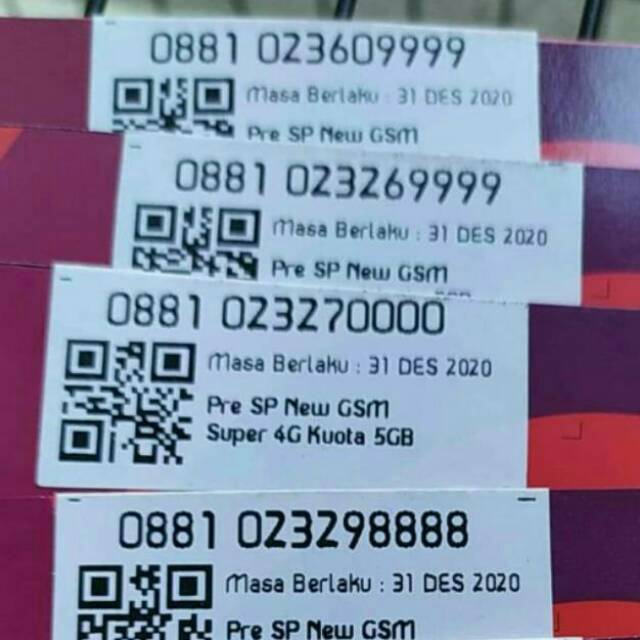 0881 023609999
Masa Berlaku : 31 DES 2020
Pre SP New GSM
0881 023269999
Masa Berlaku : 31 DES 2020
Pre SP New GSM
0881 023270000
Masa Berlaku : 31 DES 2020
Pre SP New GSM
Super 4G Kuota 5GB
0881 023298888
Masa Berlaku : 31 DES 2020
Pre SP New GSM